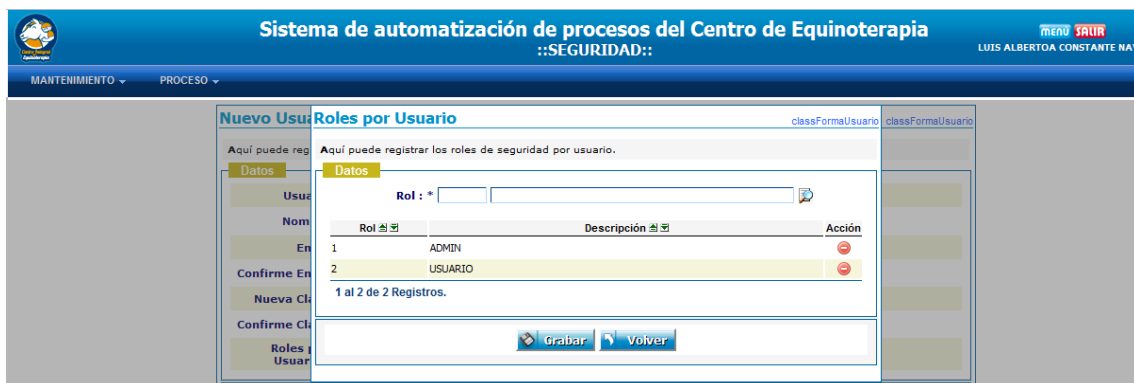 Sistema de automatización de procesos del Centro de Equinoterapia
::SEGURIDAD::
MENU SALIR
LUIS ALBERTOA CONSTANTE NA
MANTENIMIENTO PROCESO
Nuevo Usua
Roles por Usuario
classFormaUsuario
classFormaUsuario
Aquí puede reg
Aquí puede registrar los roles de seguridad por usuario.
Datos
Datos
Usua
Rol : *
Nom
Rol Descripción Acción
En
1 ADMIN
Confirme En
2 USUARIO
Nueva Cla
1 al 2 de 2 Registros.
Confirme Cla
Grabar Volver
Roles p
Usuar